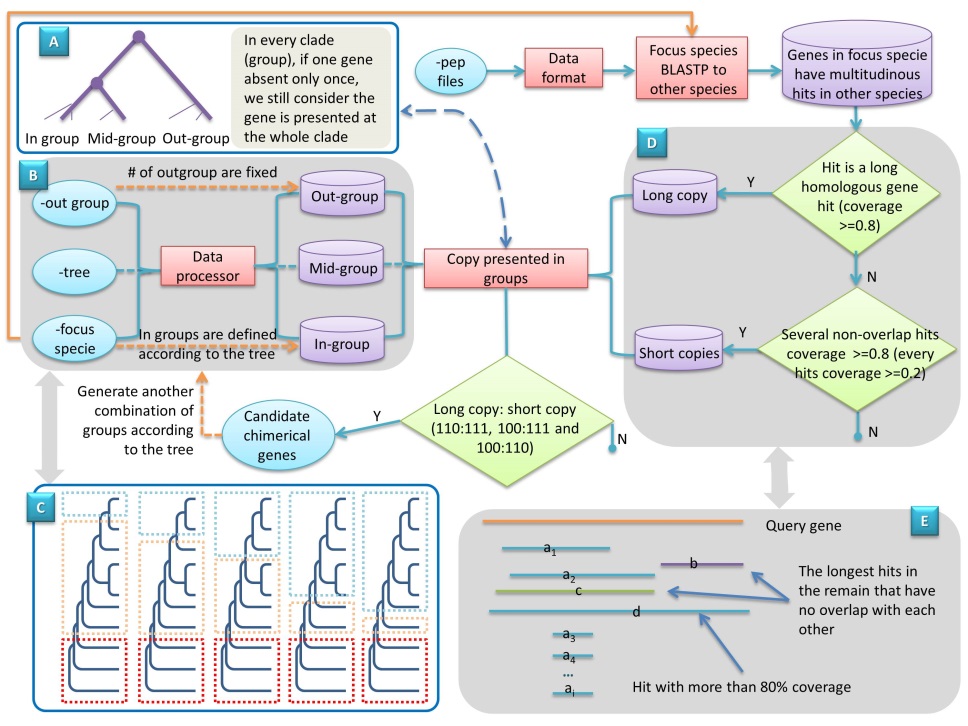 A
In every clade
(group), if one gene
absent only once,
we still consider the
gene is presented at
the whole clade
In group Mid-group Out-group
-pep
files
Data
format
Focus species
BLASTP to
other species
Genes in focus specie
have multitudinous
hits in other species
B
# of outgroup are fixed
-out group
-tree
-focus
specie
Data
processor
Out-group
Mid-group
In-group
In groups are defined
according to the tree
Copy presented in
groups
D
Long copy
Y
Hit is a long
homologous gene
hit (coverage
>=0.8)
N
Short copies
Y
Several non-overlap hits
coverage >=0.8 (every
hits coverage >=0.2)
N
Generate another
combination of
groups according
to the tree
Candidate
chimerical
genes
Y
Long copy: short copy
(110:111, 100:111 and
100:110)
N
C
E
Query gene
a1
b
a2
c
d
a3
a4
...
ai
The longest hits in
the remain that have
no overlap with each
other
Hit with more than 80% coverage